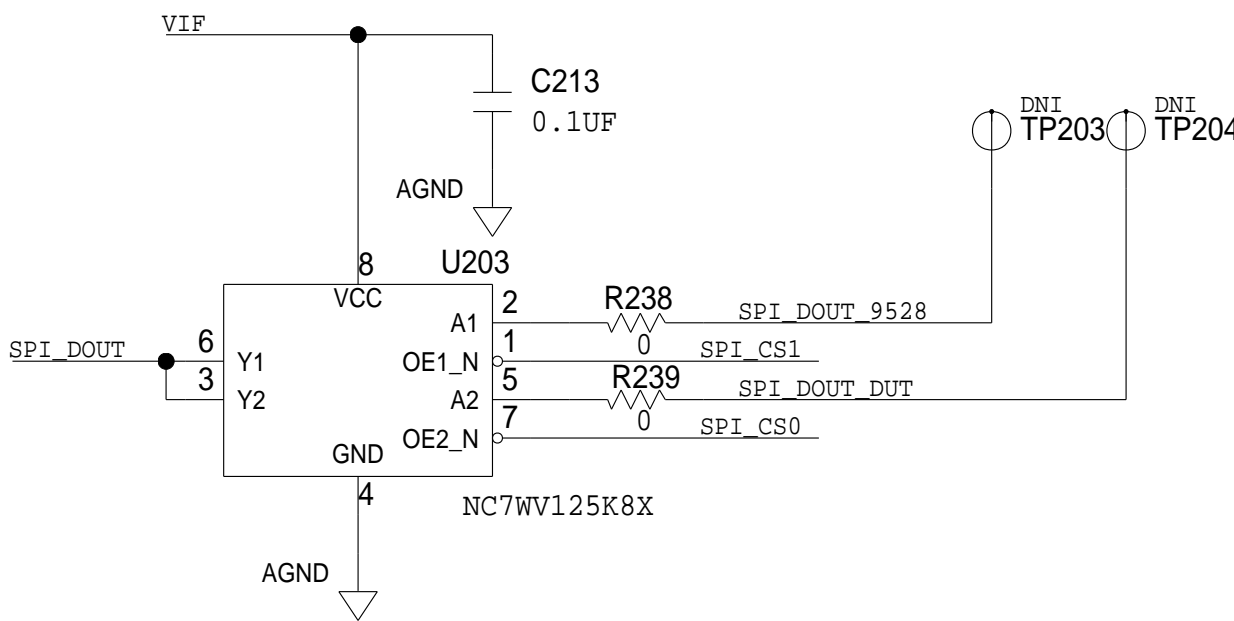 VIF
C213
0.1UF
DNI
TP203
DNI
TP204
AGND
8
U203
VCC
2
R238
SPI_DOUT_9528
A1
0
SPI_DOUT
6
Y1
OE1_N
1
SPI_CS1
3
Y2
A2
5
R239
SPI_DOUT_DUT
0
OE2_N
7
SPI_CS0
GND
4
NC7WV125K8X
AGND